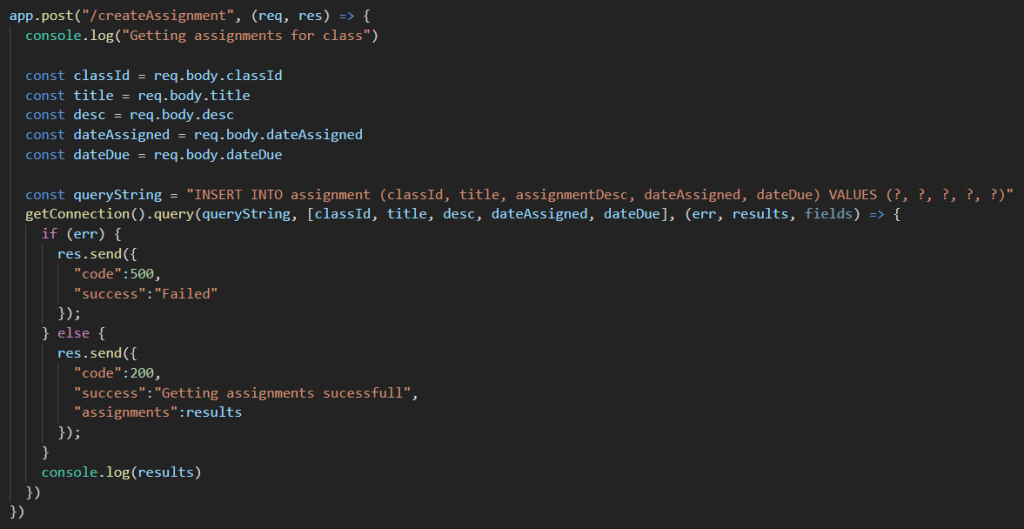 app.post("/createAssignment", (req, res) => {
console.log("Getting assignments for class")
const classId = req.body.classId
const title = req.body.title
const desc = req.body.desc
const dateAssigned = req.body.dateAssigned
const dateDue = req.body.dateDue
const queryString = "INSERT INTO assignment (classId, title, assignmentDesc, dateAssigned, dateDue) VALUES (?, ?, ?, ?, ?)"
getConnection().query(queryString, [classId, title, desc, dateAssigned, dateDue], (err, results, fields) => {
if (err) {
res.send({
"code":500,
"success":"Failed"
});
} else {
res.send({
"code":200,
"success":"Getting assignments sucessfull",
"assignments":results
});
}
console.log(results)
})
})